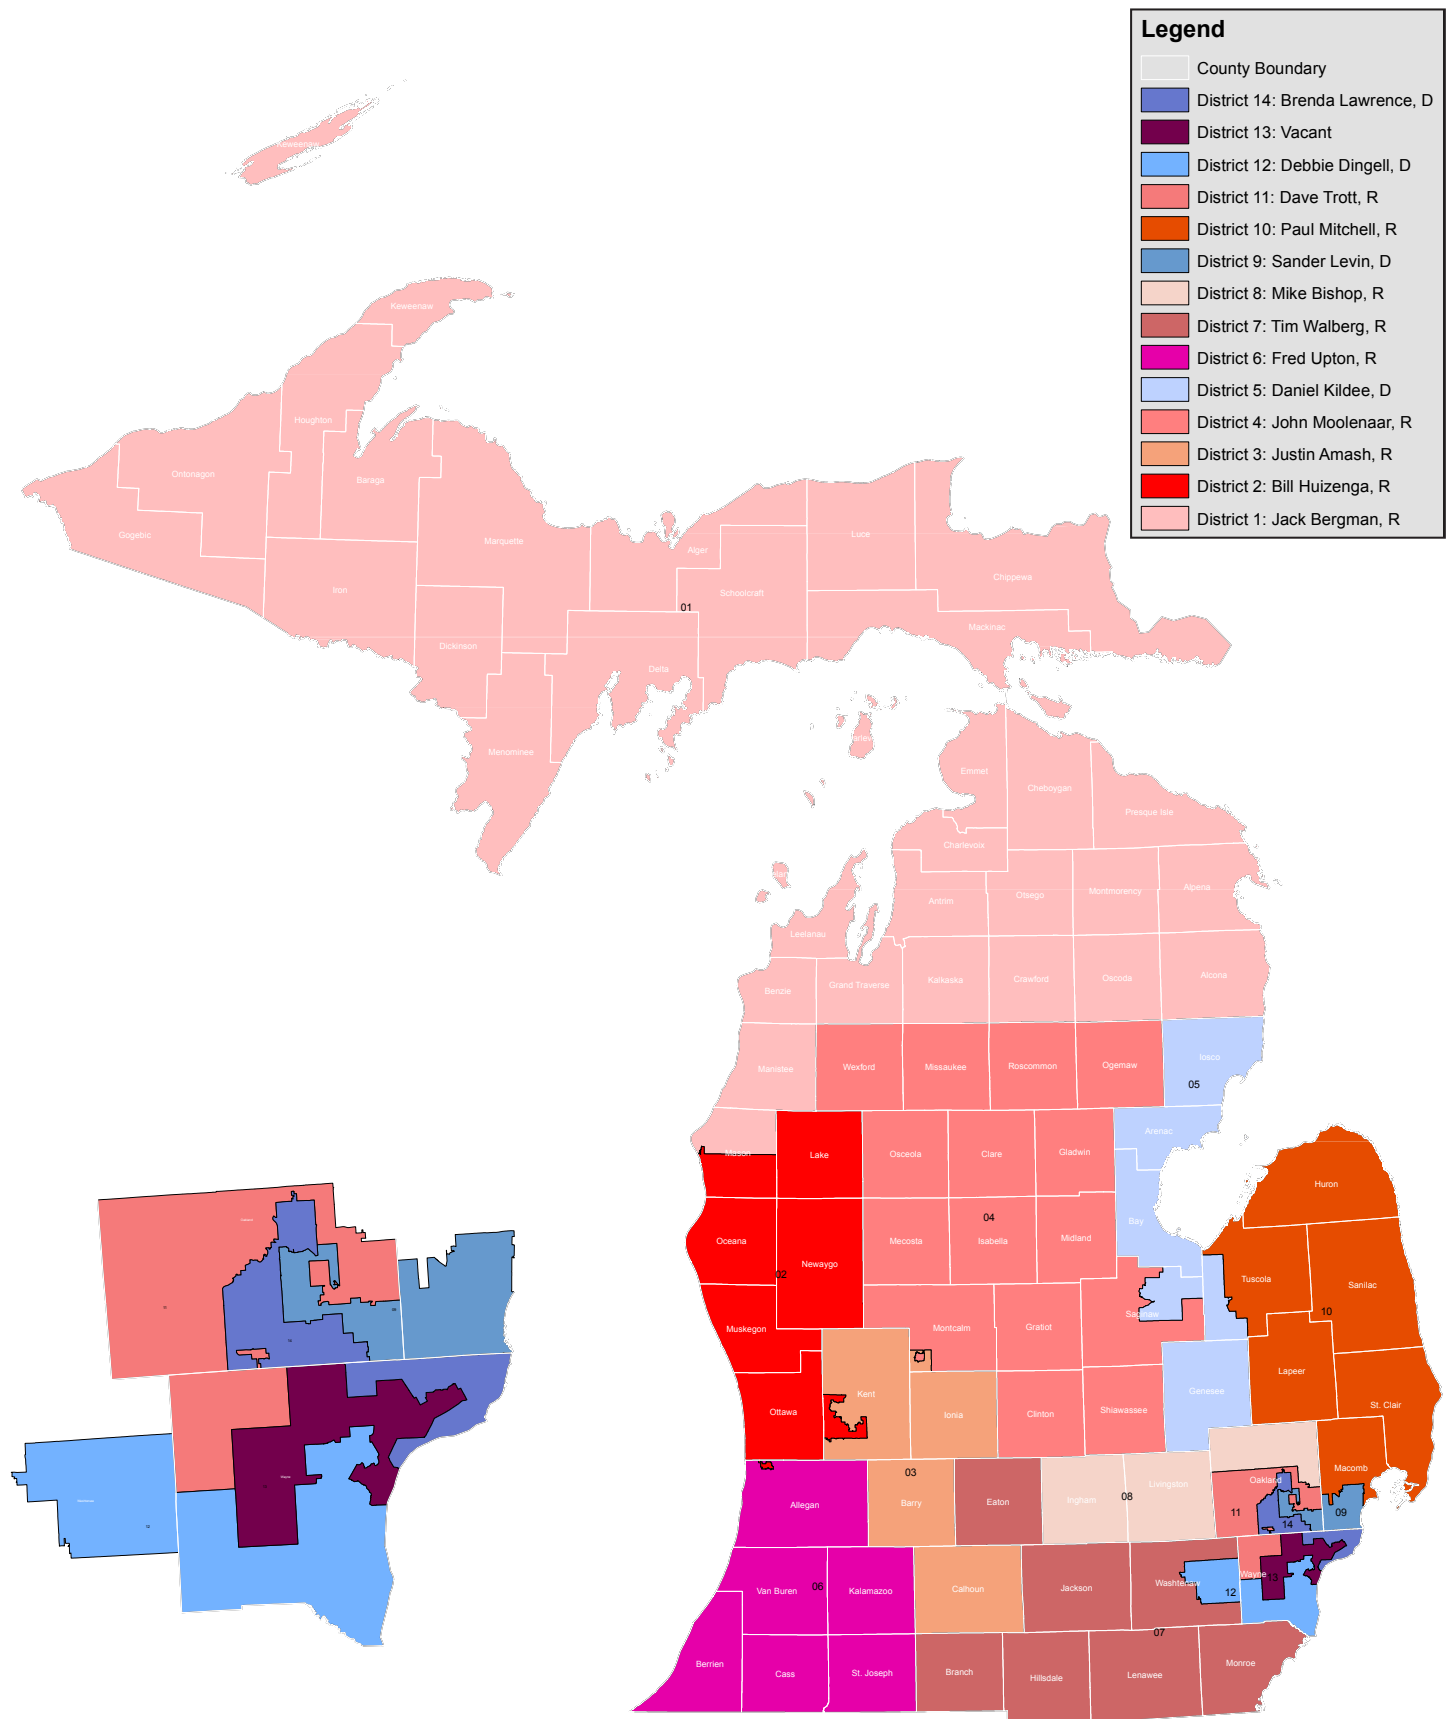 Legend
County Boundary
District 14: Brenda Lawrence, D
District 13: Vacant
District 12: Debbie Dingell, D
District 11: Dave Trott, R
District 10: Paul Mitchell, R
District 9: Sander Levin, D
District 8: Mike Bishop, R
District 7: Tim Walberg, R
District 6: Fred Upton, R
District 5: Daniel Kildee, D
District 4: John Moolenaar, R
District 3: Justin Amash, R
District 2: Bill Huizenga, R
District 1: Jack Bergman, R
Keweenaw
Keweenaw
Houghton
Ontonagon
Baraga
Gogebic
Marquette
Alger
Luce
Chippewa
Iron
Schoolcraft
01
Mackinac
Dickinson
Delta
Menominee
Emmet
Cheboygan
Presque Isle
Charlevoix
Antrim
Otsego
Montmorency
Alpena
Leelanau
Benzie
Grand Traverse
Kalkaska
Crawford
Oscoda
Alcona
Manistee
Wexford
Missaukee
Roscommon
Ogemaw
Iosco
05
Mason
Lake
Osceola
Clare
Gladwin
Arenac
Huron
Oceana
Newaygo
Mecosta
Isabella
04
Midland
Bay
02
Tuscola
Sanilac
10
Muskegon
Montcalm
Gratiot
Saginaw
Lapeer
Kent
Genesee
St. Clair
Ottawa
Ionia
Clinton
Shiawassee
03
Macomb
Oakland
Allegan
Barry
Eaton
Ingham
08
Livingston
11
14
09
Van Buren
06
Kalamazoo
Calhoun
Jackson
Washtenaw
12
Wayne
13
07
Berrien
Cass
St. Joseph
Branch
Hillsdale
Lenawee
Monroe
Wayne